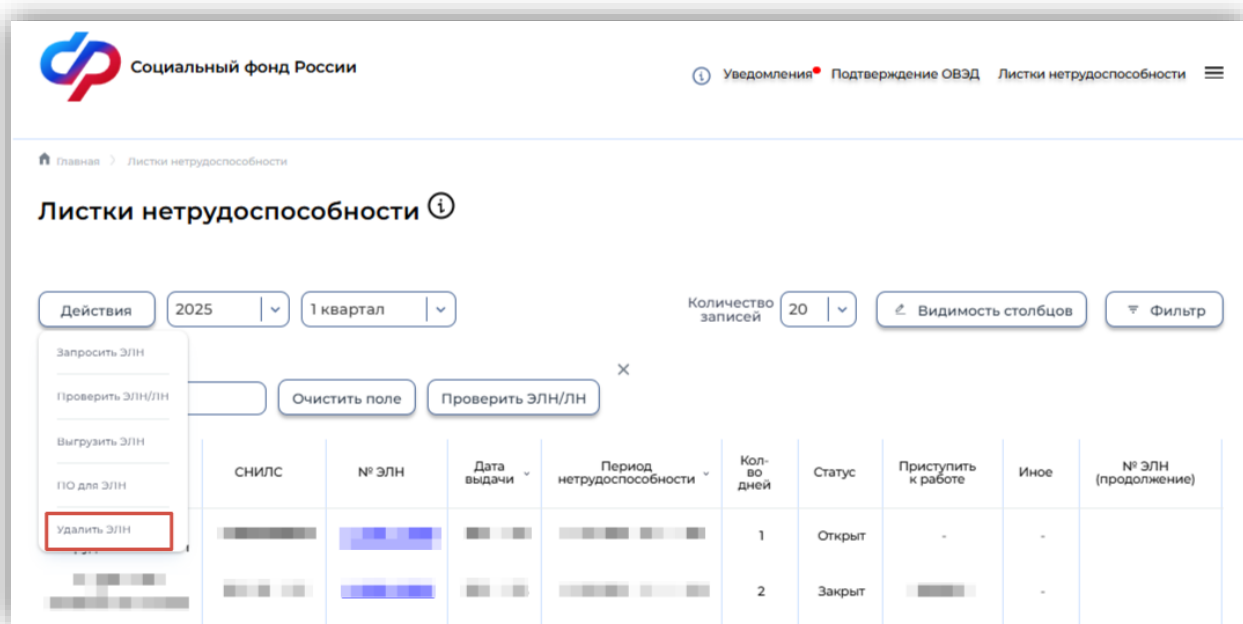 Социальный фонд России
Уведомления Подтверждение ОВЭД Листки нетрудоспособности
Главная > Листки нетрудоспособности
Листки нетрудоспособности
Действия 2025 1 квартал Количество записей 20 Видимость столбцов Фильтр
Запросить ЭЛН
Проверить ЭЛН/ЛН
Очистить поле Проверить ЭЛН/ЛН
Выгрузить ЭЛН
ПО для ЭЛН
Удалить ЭЛН
СНИЛС № ЭЛН Дата выдачи Период нетрудоспособности Кол-во дней Статус Приступить к работе Иное № ЭЛН (продолжение)
1 Открыт - -
2 Закрыт -